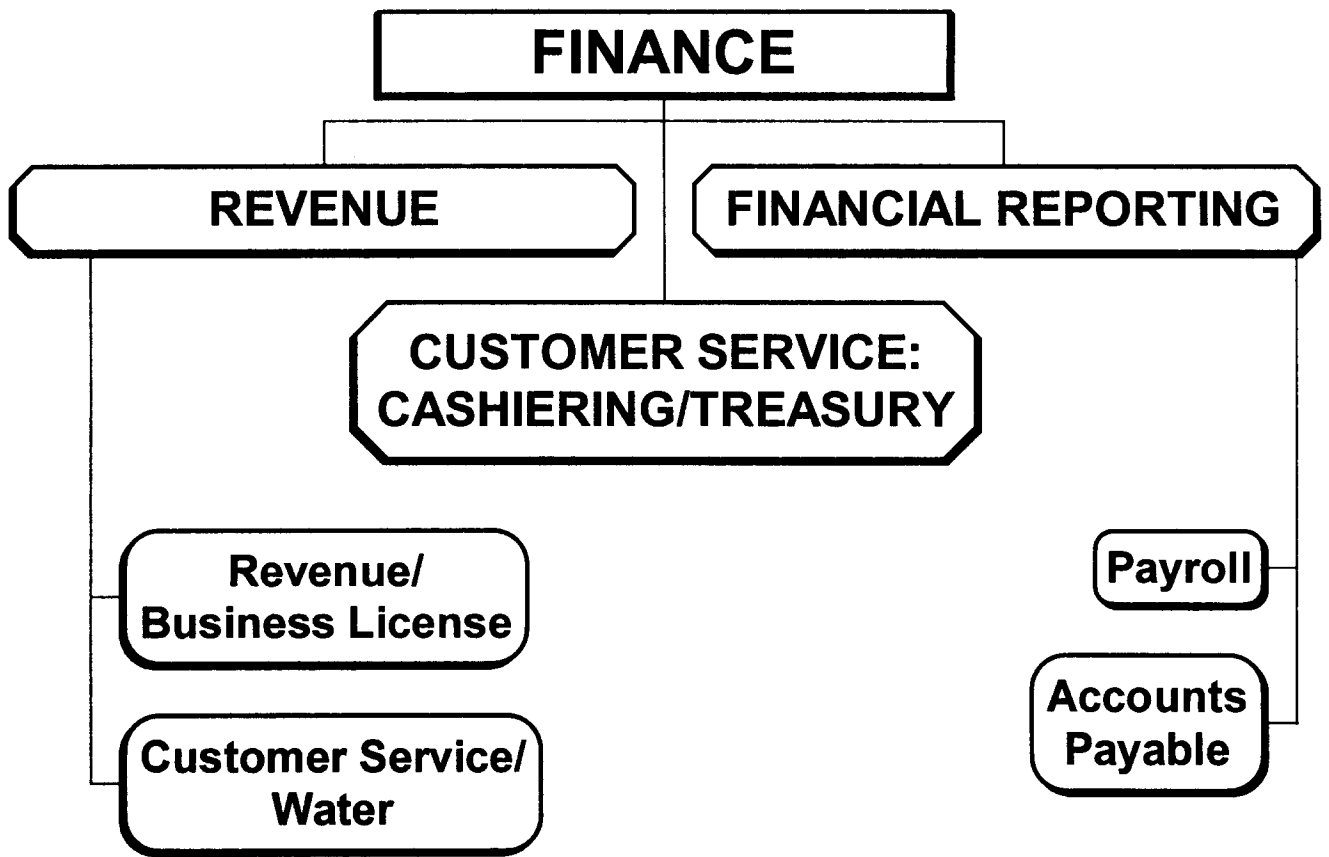 FINANCE
REVENUE
FINANCIAL REPORTING
CUSTOMER SERVICE:
CASHIERING/TREASURY
Revenue/
Business License
Customer Service/
Water
Payroll
Accounts
Payable